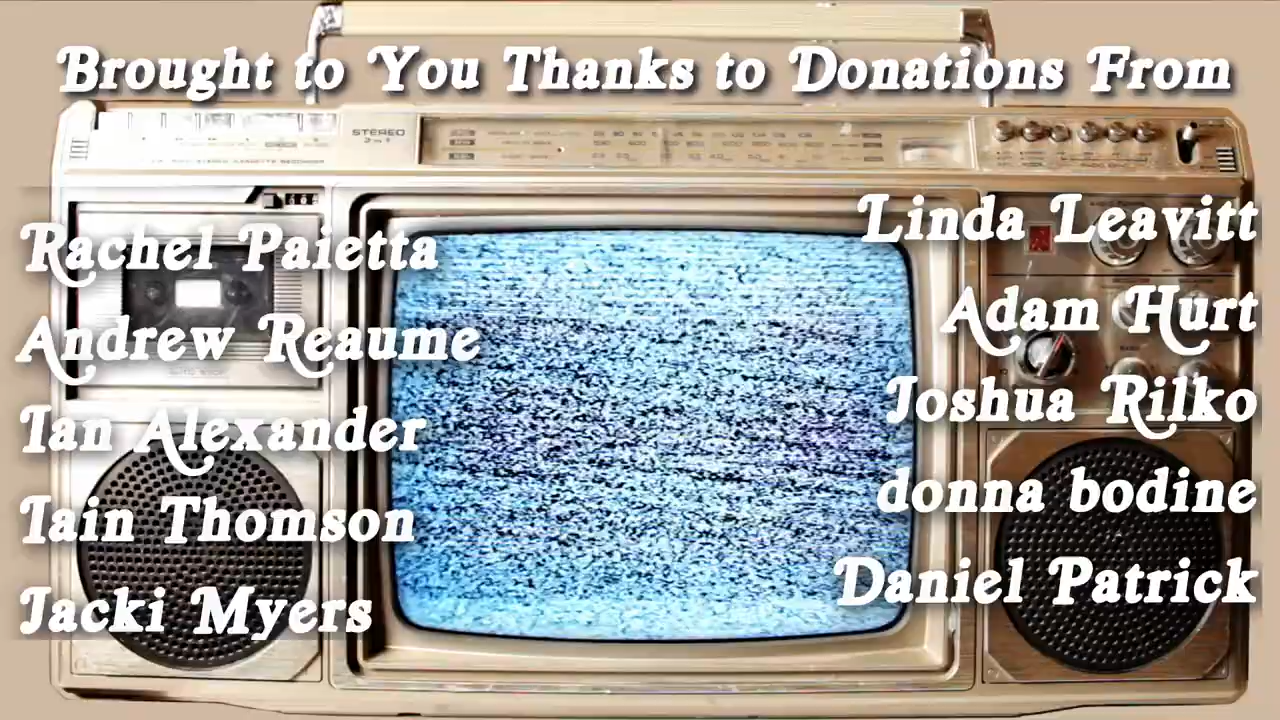 Brought to You Thanks to Donations From
STEREO
Rachel Paietta
Andrew Reaume
Ian Alexander
Iain Thomson
Jacki Myers
Linda Leavitt
Adam Hurt
Joshua Rilko
donna bodine
Daniel Patrick